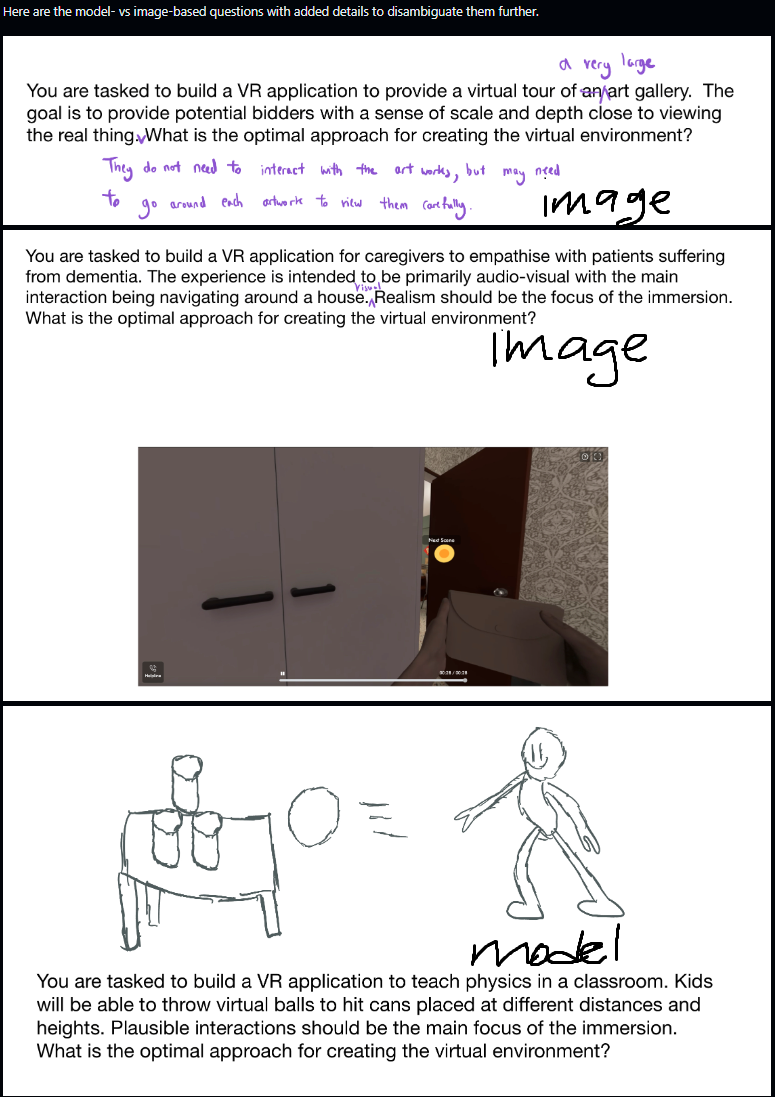 Here are the model- vs image-based questions with added details to disambiguate them further.
a very large
You are tasked to build a VR application to provide a virtual tour of an art gallery. The
goal is to provide potential bidders with a sense of scale and depth close to viewing
the real thing. What is the optimal approach for creating the virtual environment?
They do not need to interact with the art works, but may need
to go around each artwork to view them carefully.
image
You are tasked to build a VR application for caregivers to empathise with patients suffering
from dementia. The experience is intended to be primarily audio-visual with the main
visual
interaction being navigating around a house. Realism should be the focus of the immersion.
What is the optimal approach for creating the virtual environment?
Image
Next Scene
Helpline
00:28 / 00:28
model
You are tasked to build a VR application to teach physics in a classroom. Kids
will be able to throw virtual balls to hit cans placed at different distances and
heights. Plausible interactions should be the main focus of the immersion.
What is the optimal approach for creating the virtual environment?